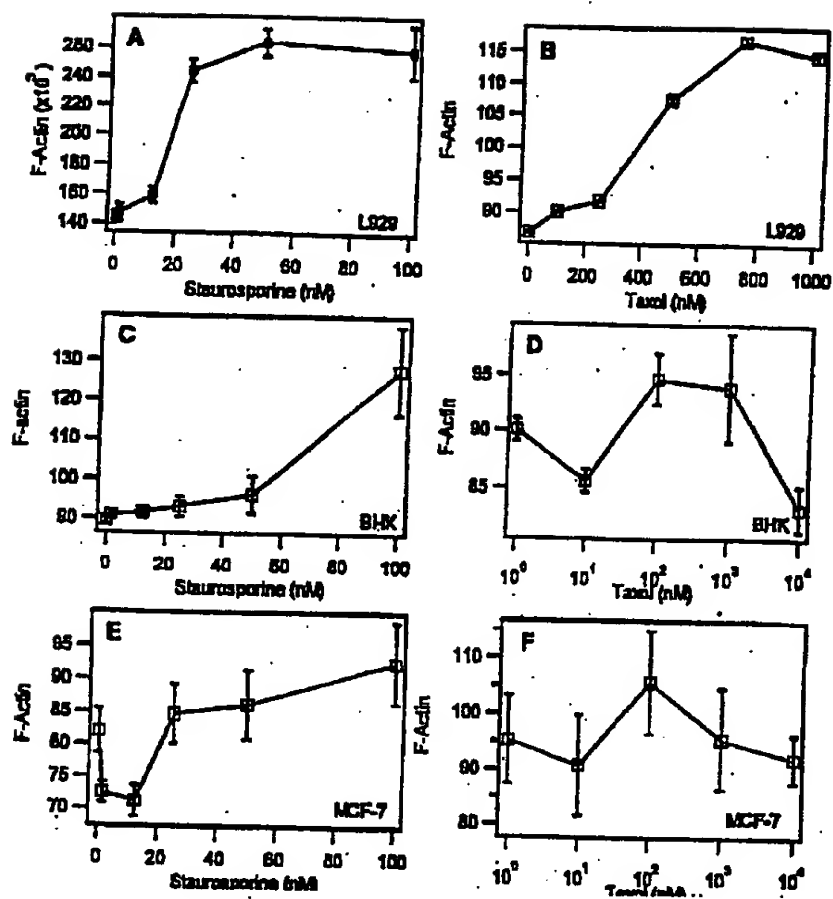 A
F-Actin (x10³)
260
240
220
200
180
160
140
L929
0 20 40 60 80 100
Staurosporine (nM)
B
F-Actin
115
110
105
100
95
90
L929
0 200 400 600 800 1000
Taxol (nM)
C
F-actin
130
120
110
100
90
BHK
0 20 40 60 80 100
Staurosporine (nM)
D
F-Actin
95
90
85
BHK
10⁰ 10¹ 10² 10³ 10⁴
Taxol (nM)
E
F-Actin
95
90
85
80
75
70
MCF-7
0 20 40 60 80 100
Staurosporine (nM)
F
F-Actin
110
100
90
80
MCF-7
10⁰ 10¹ 10² 10³ 10⁴
Taxol (nM)